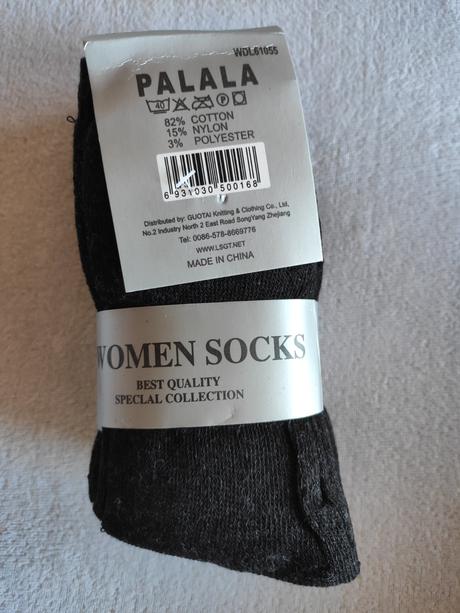 WDL61055
PALALA
40 P
82% COTTON
15% NYLON
3% POLYESTER
6 931030 500168
Distributed by: GUOTAI Knitting & Clothing Co., Ltd,
No.2 Industry North 2 East Road SongYang Zhejiang
Tel: 0086-578-8669776
WWW.LSGT.NET
MADE IN CHINA
WOMEN SOCKS
BEST QUALITY
SPECLAL COLLECTION